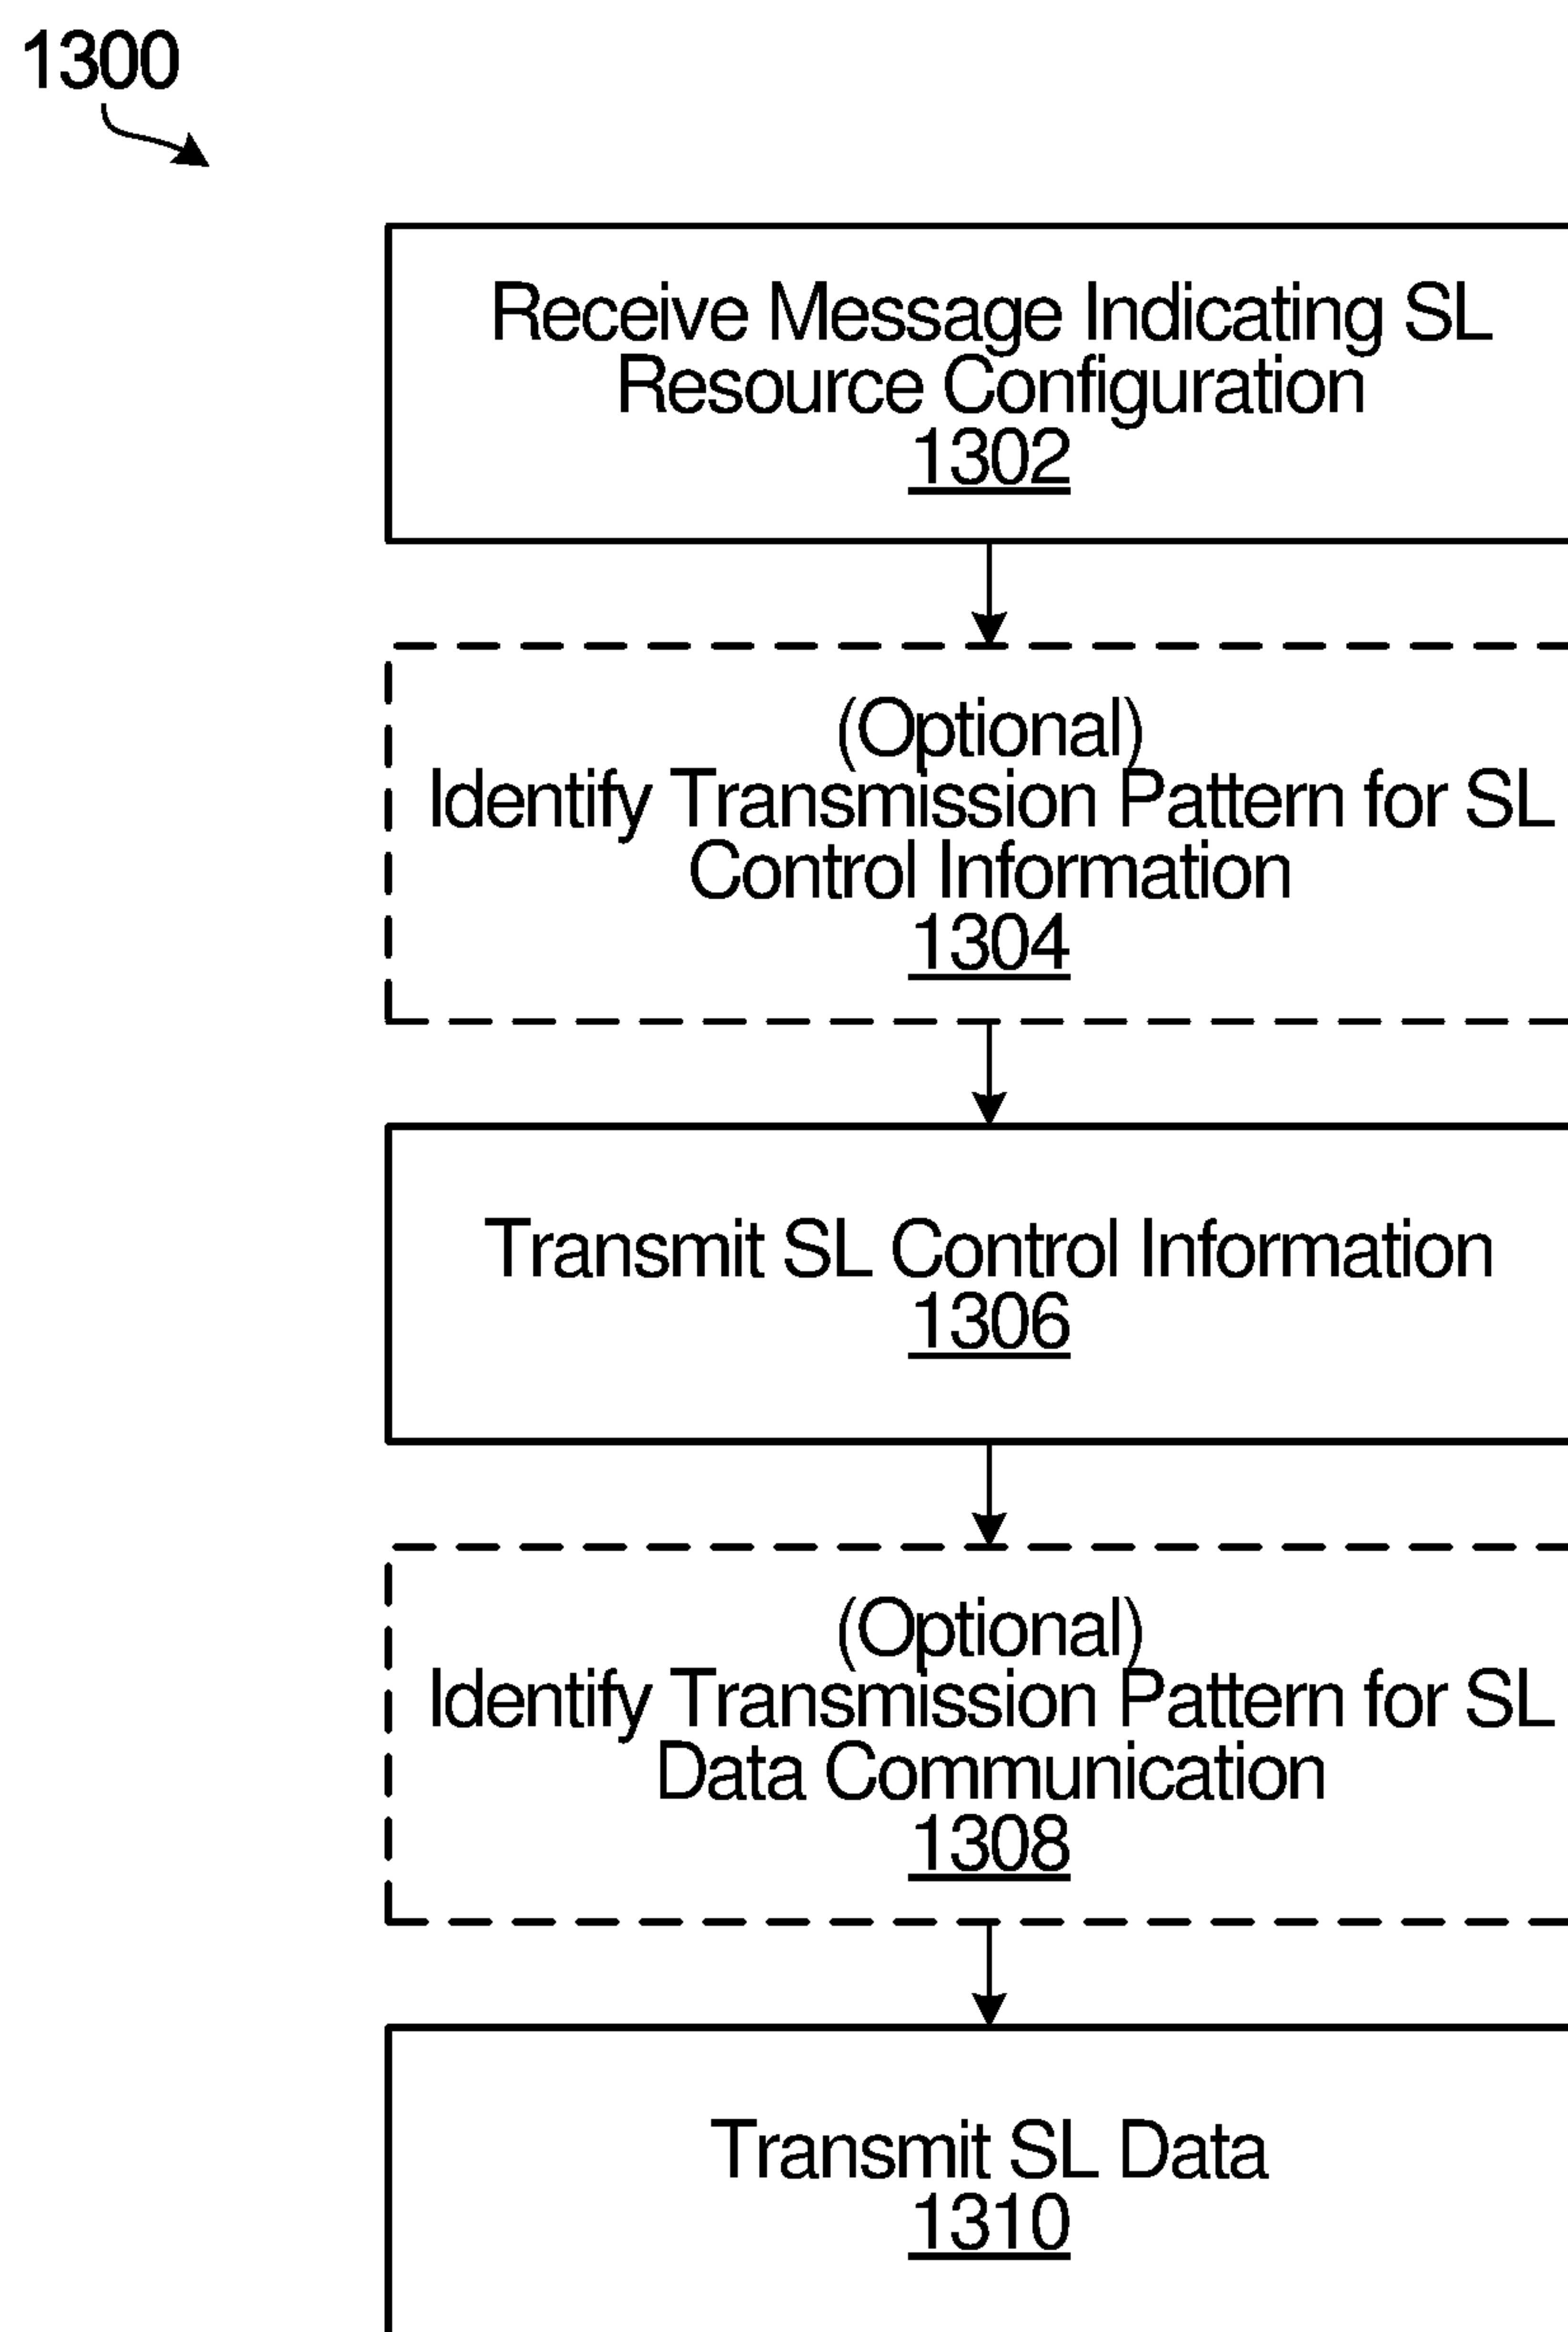 1300
Receive Message Indicating SL
Resource Configuration
1302
(Optional)
Identify Transmission Pattern for SL
Control Information
1304
Transmit SL Control Information
1306
(Optional)
Identify Transmission Pattern for SL
Data Communication
1308
Transmit SL Data
1310